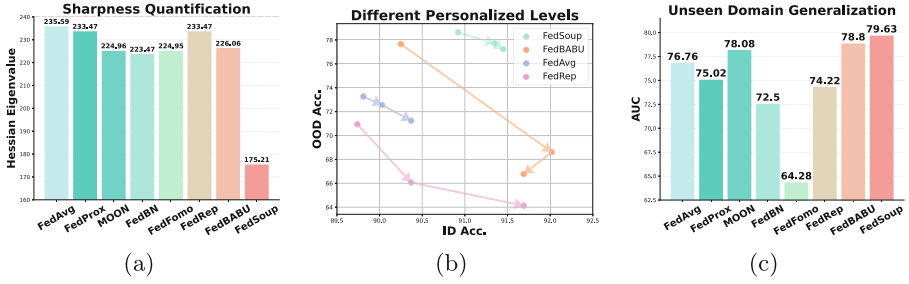 Sharpness Quantification
Hessian Eigenvalue
240
230
220
210
200
190
180
170
160
235.59
233.47
224.96
223.47
224.95
233.47
226.06
175.21
FedAvg
FedProx
MOON
FedBN
FedFomo
FedRep
FedBABU
FedSoup
(a)
Different Personalized Levels
OOD Acc.
78
76
74
72
70
68
66
64
FedSoup
FedBABU
FedAvg
FedRep
89.5
90.0
90.5
91.0
91.5
92.0
92.5
ID Acc.
(b)
Unseen Domain Generalization
AUC
80.0
77.5
75.0
72.5
70.0
67.5
65.0
62.5
76.76
75.02
78.08
72.5
64.28
74.22
78.8
79.63
FedAvg
FedProx
MOON
FedBN
FedFomo
FedRep
FedBABU
FedSoup
(c)